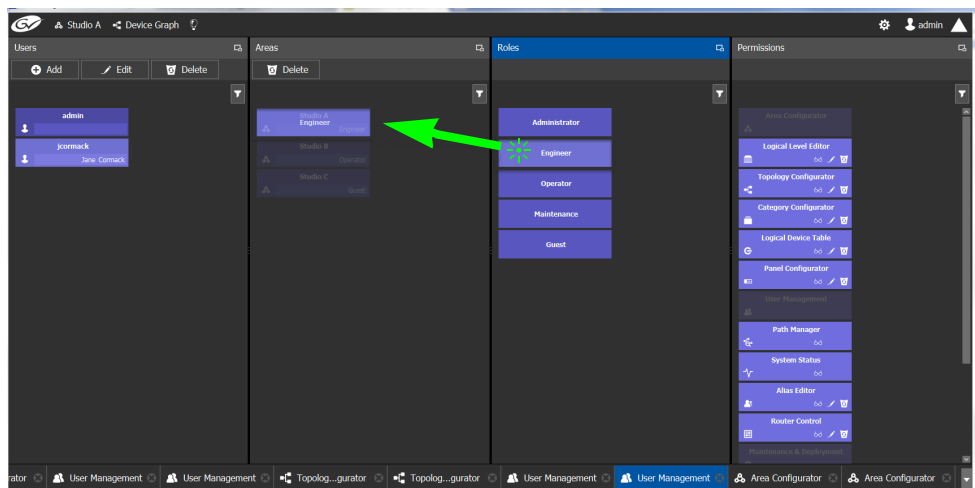 GV Studio A Device Graph admin
Users
Areas
Roles
Permissions
Add Edit Delete
Delete
admin
jcormack
Jane Cormack
Studio A
Engineer
Engineer
Studio B
Operator
Studio C
Guest
Administrator
Engineer
Operator
Maintenance
Guest
Area Configurator
Logical Level Editor
Topology Configurator
Category Configurator
Logical Device Table
Panel Configurator
User Management
Path Manager
System Status
Alias Editor
Router Control
Maintenance & Deployment
rator User Management User Management Topolog...gurator Topolog...gurator User Management User Management Area Configurator Area Configurator